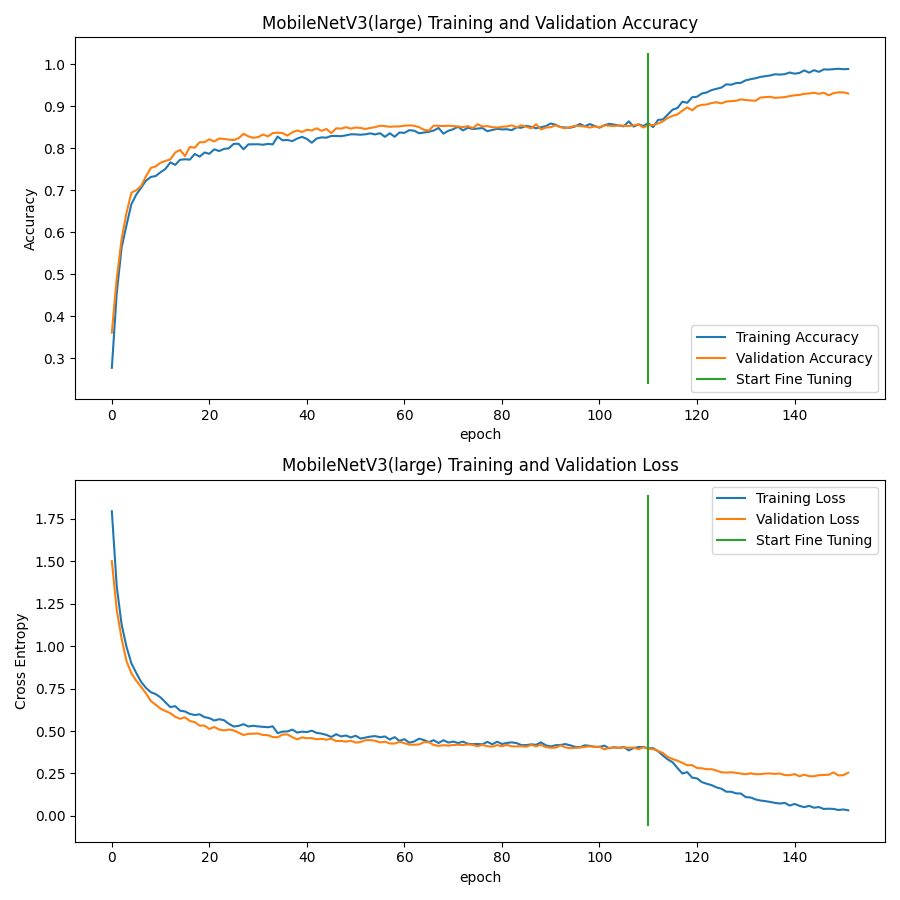 MobileNetV3(large) Training and Validation Accuracy
1.0
0.9
0.8
0.7
0.6
0.5
0.4
0.3
Accuracy
Training Accuracy
Validation Accuracy
Start Fine Tuning
0 20 40 60 80 100 120 140
epoch
MobileNetV3(large) Training and Validation Loss
1.75
1.50
1.25
1.00
0.75
0.50
0.25
0.00
Cross Entropy
Training Loss
Validation Loss
Start Fine Tuning
0 20 40 60 80 100 120 140
epoch